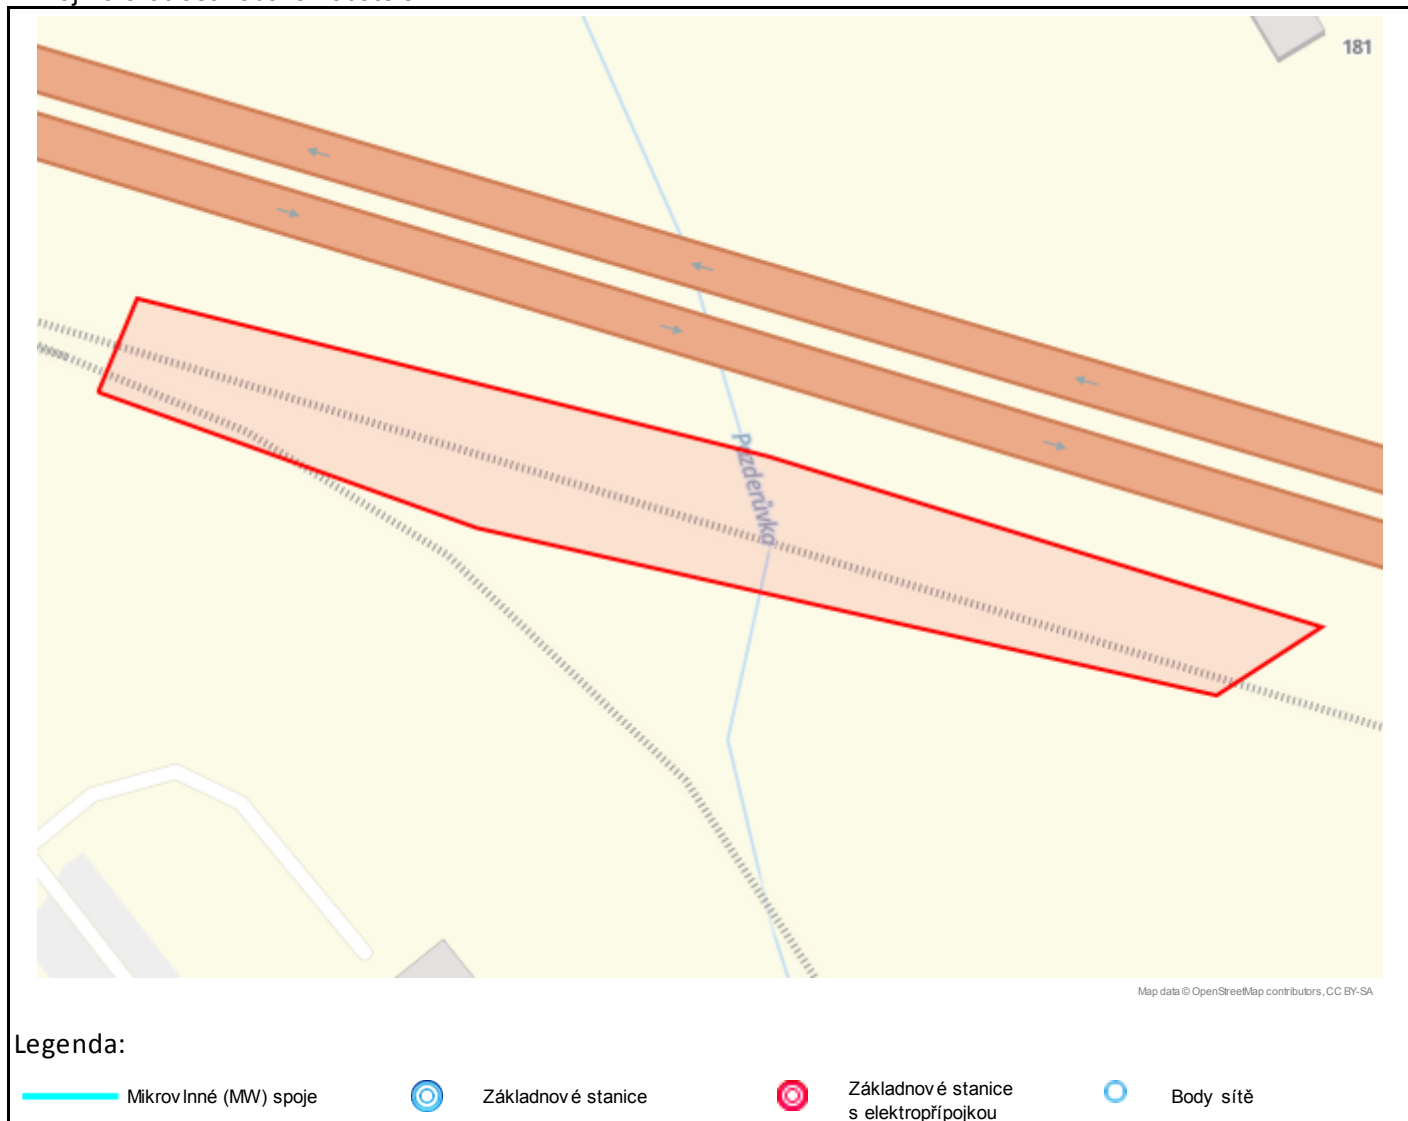 181
Pazderůvka
Map data © OpenStreetMap contributors, CC BY-SA
Legenda:
Mikrovlnné (MW) spoje
Základnové stanice
Základnové stanice
s elektropřípojkou
Body sítě